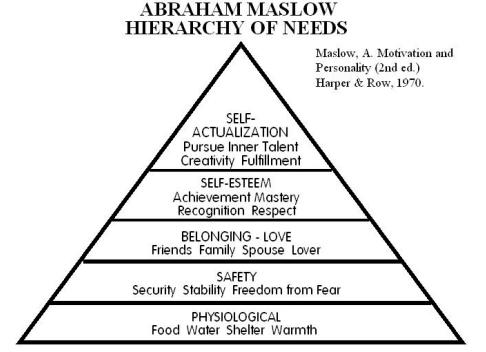 ABRAHAM MASLOW
HIERARCHY OF NEEDS
Maslow, A. Motivation and
Personality (2nd ed.)
Harper & Row, 1970.
SELF-
ACTUALIZATION
Pursue Inner Talent
Creativity Fulfillment
SELF-ESTEEM
Achievement Mastery
Recognition Respect
BELONGING - LOVE
Friends Family Spouse Lover
SAFETY
Security Stability Freedom from Fear
PHYSIOLOGICAL
Food Water Shelter Warmth